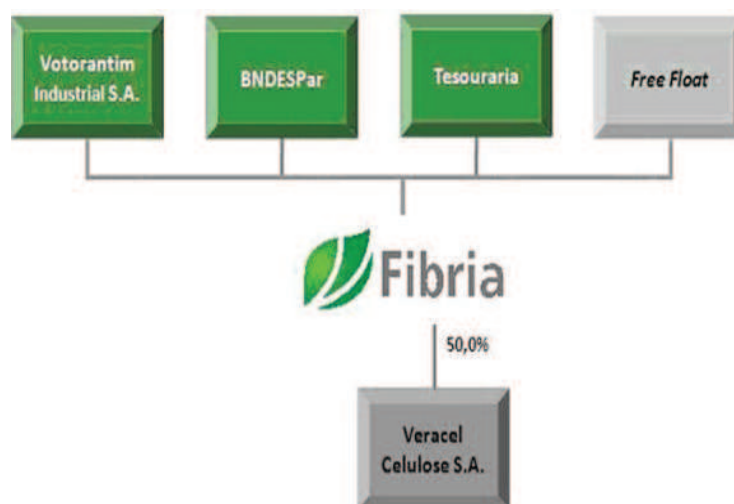 Votorantim
Industrial S.A.
BNDESPar
Tesouraria
Free Float
Fibria
50,0%
Veracel
Celulose S.A.